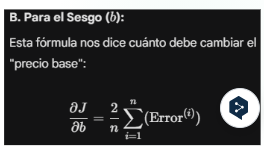 B. Para el Sesgo (b):
Esta fórmula nos dice cuánto debe cambiar el
"precio base":
∂J/∂b = 2/n ∑_{i=1}^{n} (Error^{(i)})